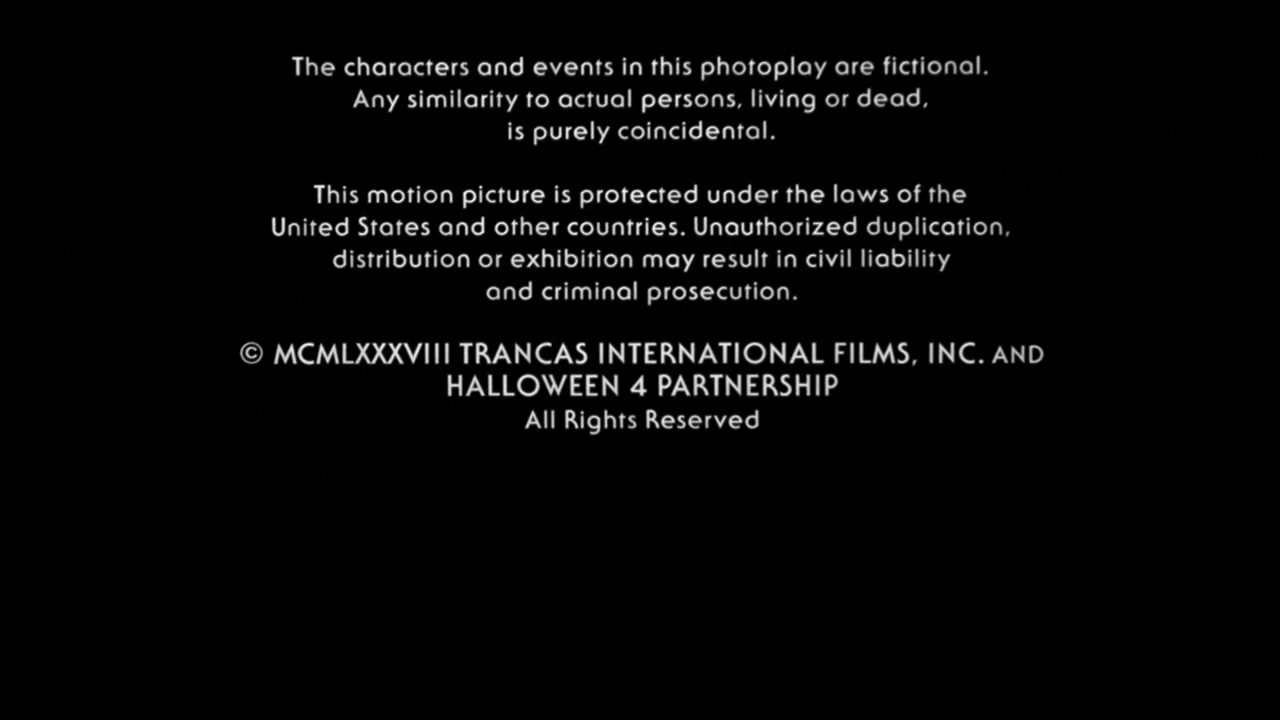 The characters and events in this photoplay are fictional.
Any similarity to actual persons, living or dead,
is purely coincidental.
This motion picture is protected under the laws of the
United States and other countries. Unauthorized duplication,
distribution or exhibition may result in civil liability
and criminal prosecution.
© MCMLXXXVIII TRANCAS INTERNATIONAL FILMS, INC. AND
HALLOWEEN 4 PARTNERSHIP
All Rights Reserved